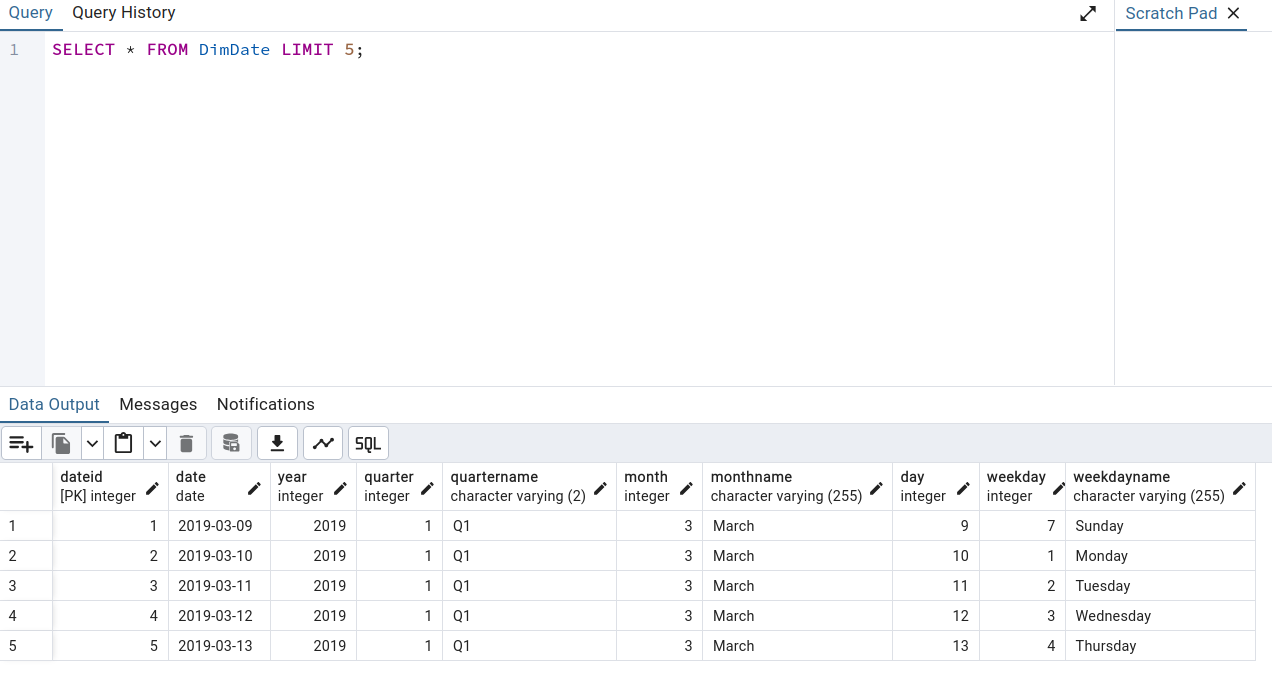 Query Query History Scratch Pad
1 SELECT * FROM DimDate LIMIT 5;
Data Output Messages Notifications
SQL
dateid date year quarter quartername month monthname day weekday weekdayname
[PK] integer date integer integer character varying (2) integer character varying (255) integer integer character varying (255)
1 1 2019-03-09 2019 1 Q1 3 March 9 7 Sunday
2 2 2019-03-10 2019 1 Q1 3 March 10 1 Monday
3 3 2019-03-11 2019 1 Q1 3 March 11 2 Tuesday
4 4 2019-03-12 2019 1 Q1 3 March 12 3 Wednesday
5 5 2019-03-13 2019 1 Q1 3 March 13 4 Thursday